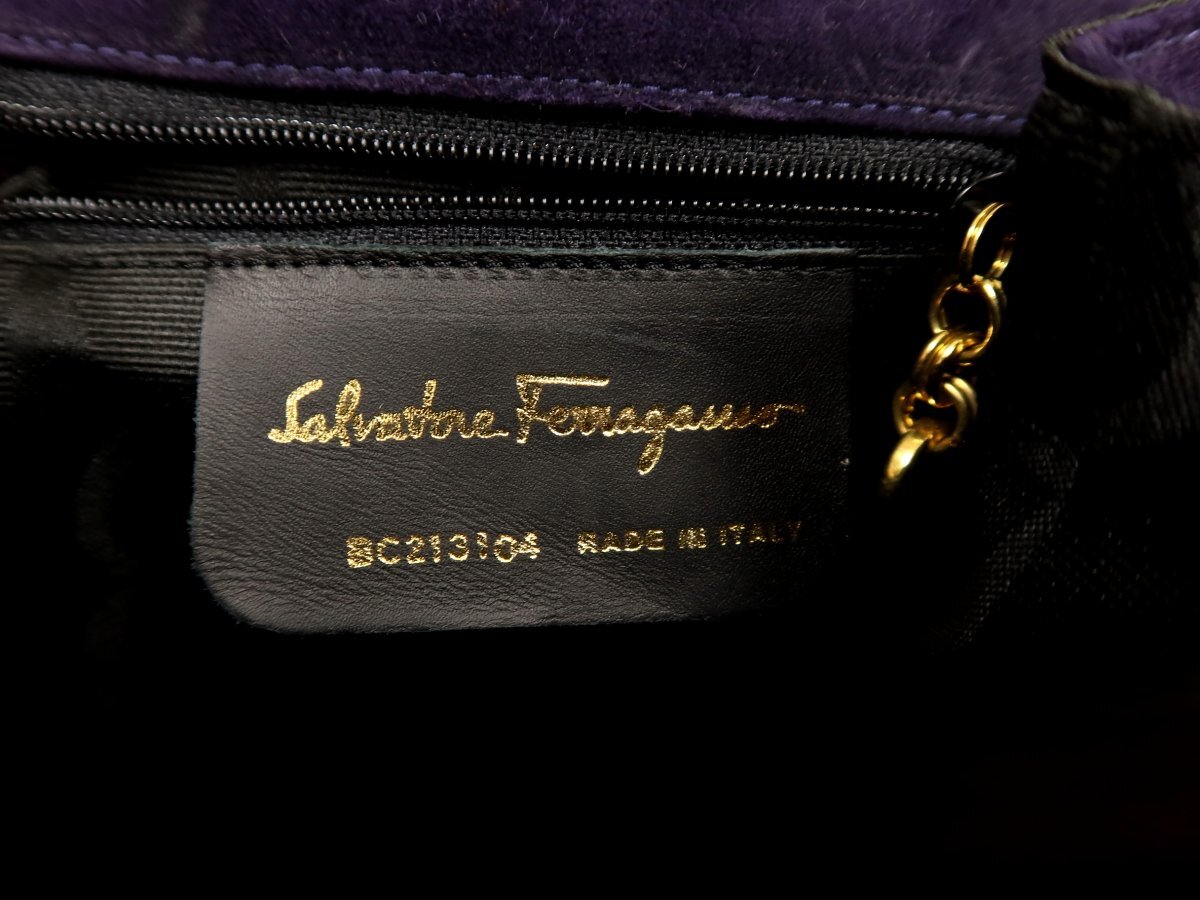 Salvatore Ferragamo
BC213104 MADE IN ITALY